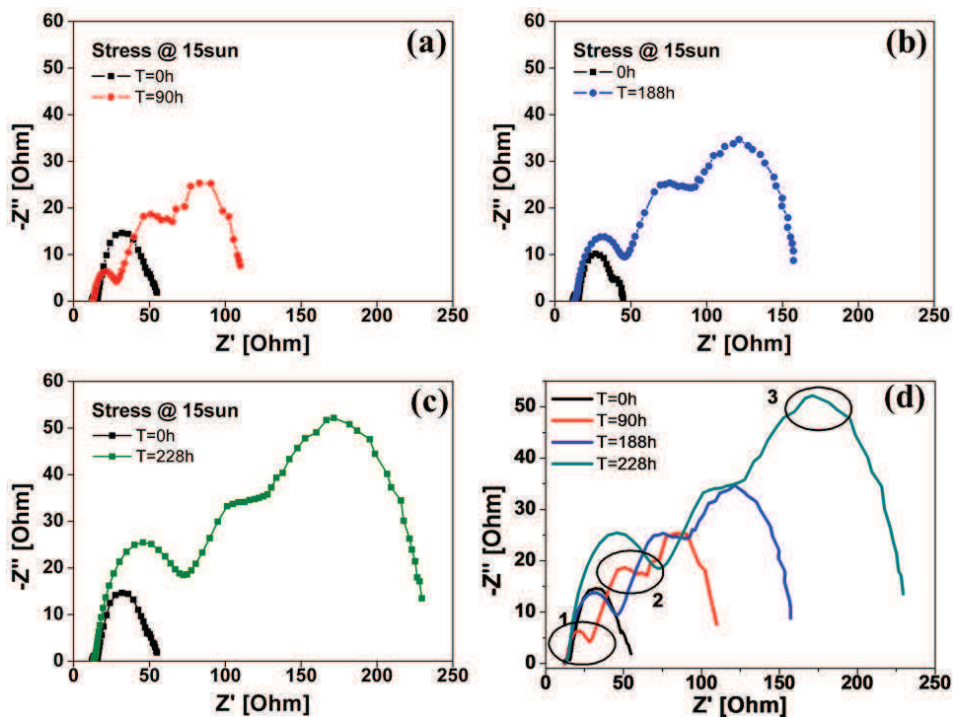 (a)
Stress @ 15sun
T=0h
T=90h
60
50
40
30
20
10
0
-Z" [Ohm]
0 50 100 150 200 250
Z' [Ohm]
(b)
Stress @ 15sun
0h
T=188h
60
50
40
30
20
10
0
-Z" [Ohm]
0 50 100 150 200 250
Z' [Ohm]
(c)
Stress @ 15sun
T=0h
T=228h
60
50
40
30
20
10
0
-Z" [Ohm]
0 50 100 150 200 250
Z' [Ohm]
(d)
T=0h
T=90h
T=188h
T=228h
3
2
1
50
40
30
20
10
0
-Z" [Ohm]
0 50 100 150 200 250
Z' [Ohm]